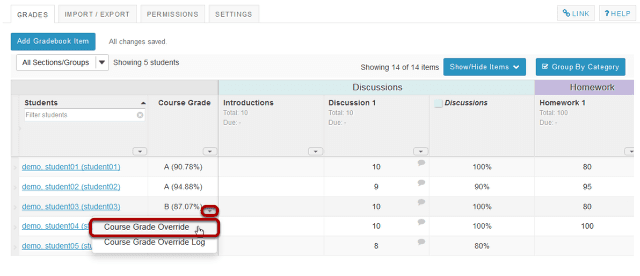 GRADES IMPORT / EXPORT PERMISSIONS SETTINGS LINK ? HELP
Add Gradebook Item All changes saved.
All Sections/Groups Showing 5 students Showing 14 of 14 items Show/Hide Items Group By Category
Discussions Homework
Students Course Grade Introductions Discussion 1 Discussions Homework 1
Filter students Total: 10 Total: 10 Total: 100
Due: - Due: - Due: -
demo, student01 (student01) A (90.78%) 10 100% 80
demo, student02 (student02) A (94.88%) 9 90% 95
demo, student03 (student03) B (87.07%) 10 100% 80
demo, student04 (st Course Grade Override 10 100% 100
demo, student05 (st Course Grade Override Log 8 80%